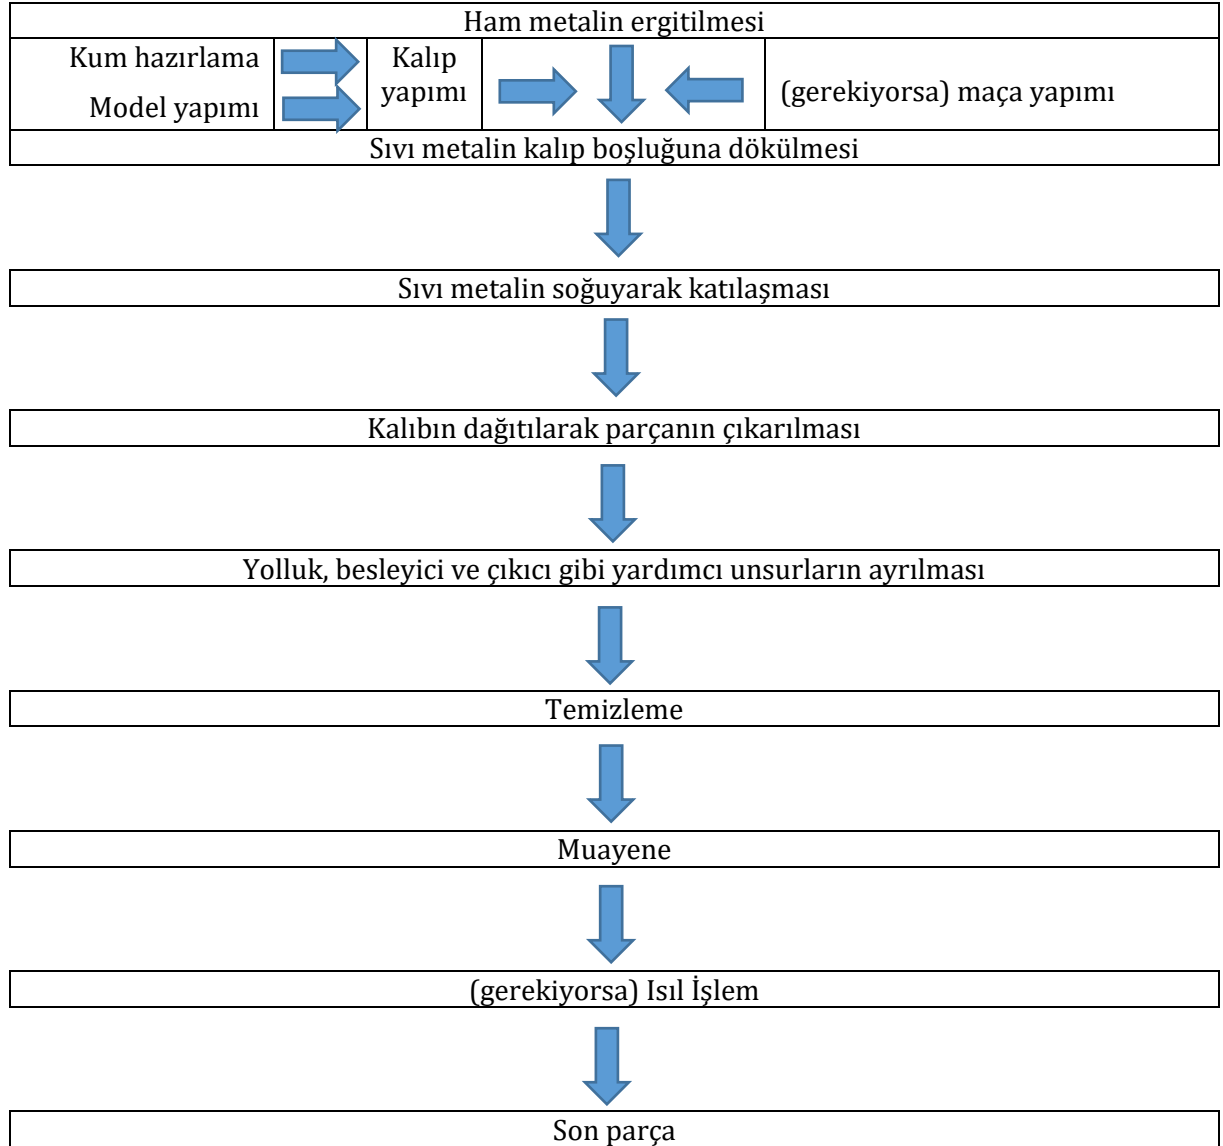 Ham metalin ergitilmesi
Kum hazırlama
Model yapımı
Kalıp
yapımı
(gerekiyorsa) maça yapımı
Sıvı metalin kalıp boşluğuna dökülmesi
Sıvı metalin soğuyarak katılaşması
Kalıbın dağıtılarak parçanın çıkarılması
Yolluk, besleyici ve çıkıcı gibi yardımcı unsurların ayrılması
Temizleme
Muayene
(gerekiyorsa) Isıl İşlem
Son parça